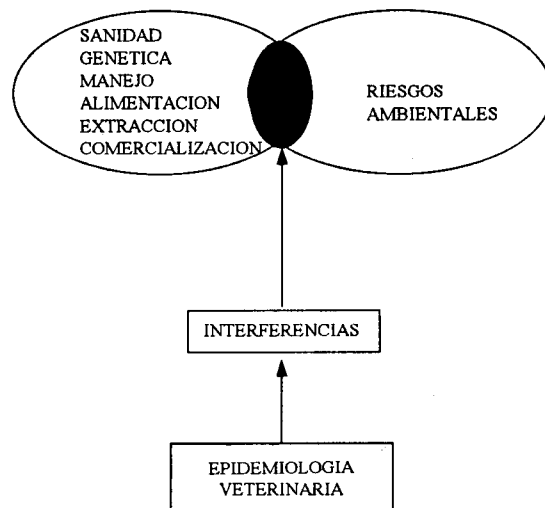 SANIDAD
GENETICA
MANEJO
ALIMENTACION
EXTRACCION
COMERCIALIZACION
RIESGOS
AMBIENTALES
INTERFERENCIAS
EPIDEMIOLOGIA
VETERINARIA